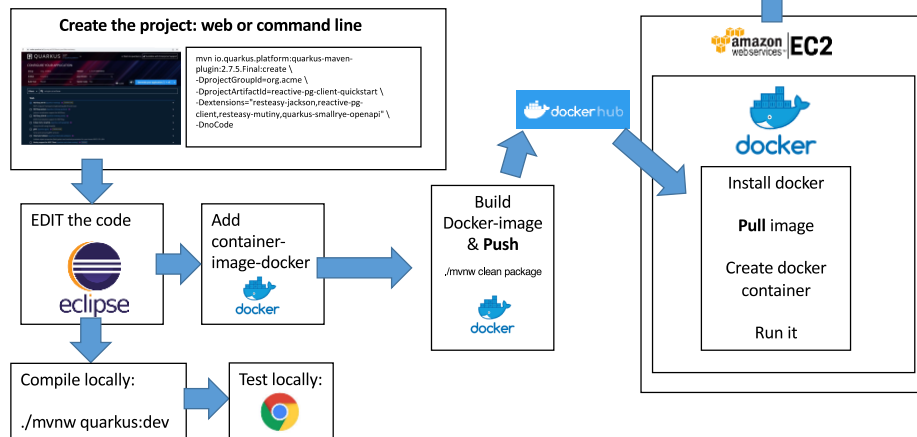 Create the project: web or command line
QUARKUS
mvn io.quarkus.platform:quarkus-maven-
plugin:2.7.5.Final:create \
-DprojectGroupId=org.acme \
-DprojectArtifactId=reactive-pg-client-quickstart \
-Dextensions="resteasy-jackson,reactive-pg-
client,resteasy-mutiny,quarkus-smallrye-openapi" \
-DnoCode
EDIT the code
eclipse
Add
container-
image-docker
docker
Build
Docker-image
& Push
./mvnw clean package
docker
dockerhub
amazon
webservices™
EC2
docker
Install docker
Pull image
Create docker
container
Run it
Compile locally:
./mvnw quarkus:dev
Test locally: